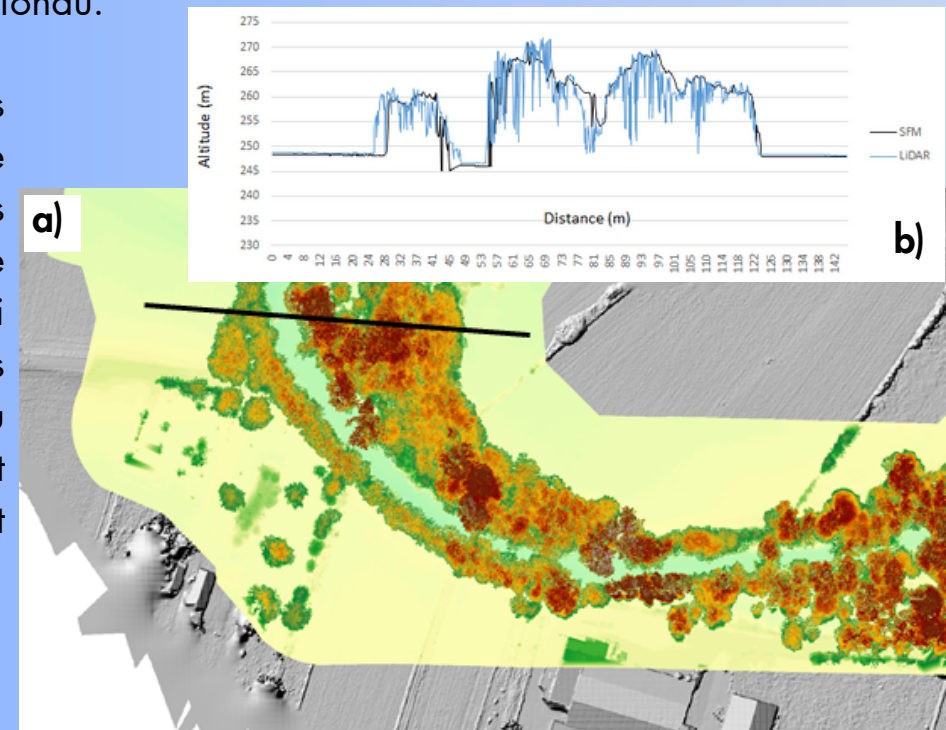 fondu.
s
e
s
e
i
s
u
t
t
275
270
265
260
255
250
245
240
235
230
Altitude (m)
Distance (m)
SFM
LiDAR
0 4 8 12 16 20 24 28 32 37 41 45 49 53 57 61 65 69 73 77 81 85 89 93 97 101 105 109 114 118 122 126 130 134 138 142
a)
b)